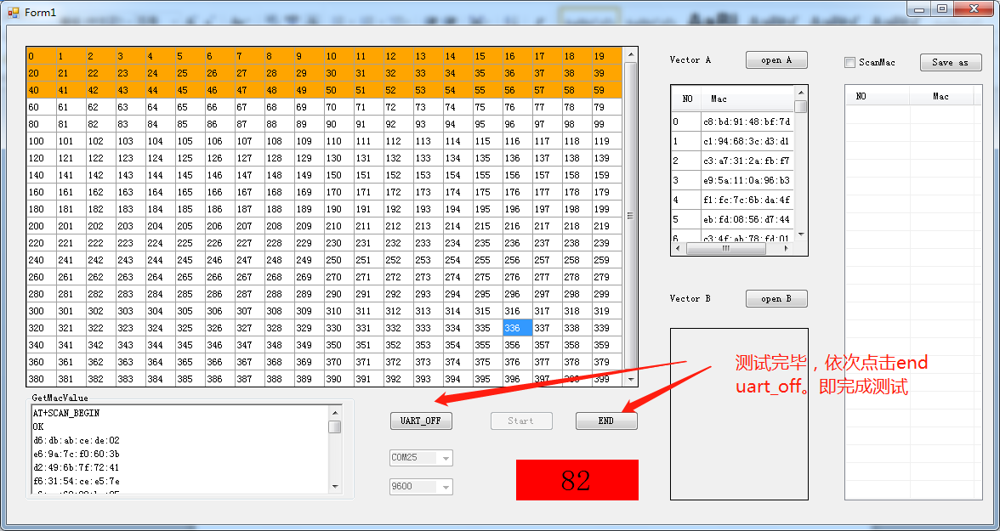 Form1
0 1 2 3 4 5 6 7 8 9 10 11 12 13 14 15 16 17 18 19
20 21 22 23 24 25 26 27 28 29 30 31 32 33 34 35 36 37 38 39
40 41 42 43 44 45 46 47 48 49 50 51 52 53 54 55 56 57 58 59
60 61 62 63 64 65 66 67 68 69 70 71 72 73 74 75 76 77 78 79
80 81 82 83 84 85 86 87 88 89 90 91 92 93 94 95 96 97 98 99
100 101 102 103 104 105 106 107 108 109 110 111 112 113 114 115 116 117 118 119
120 121 122 123 124 125 126 127 128 129 130 131 132 133 134 135 136 137 138 139
140 141 142 143 144 145 146 147 148 149 150 151 152 153 154 155 156 157 158 159
160 161 162 163 164 165 166 167 168 169 170 171 172 173 174 175 176 177 178 179
180 181 182 183 184 185 186 187 188 189 190 191 192 193 194 195 196 197 198 199
200 201 202 203 204 205 206 207 208 209 210 211 212 213 214 215 216 217 218 219
220 221 222 223 224 225 226 227 228 229 230 231 232 233 234 235 236 237 238 239
240 241 242 243 244 245 246 247 248 249 250 251 252 253 254 255 256 257 258 259
260 261 262 263 264 265 266 267 268 269 270 271 272 273 274 275 276 277 278 279
280 281 282 283 284 285 286 287 288 289 290 291 292 293 294 295 296 297 298 299
300 301 302 303 304 305 306 307 308 309 310 311 312 313 314 315 316 317 318 319
320 321 322 323 324 325 326 327 328 329 330 331 332 333 334 335 336 337 338 339
340 341 342 343 344 345 346 347 348 349 350 351 352 353 354 355 356 357 358 359
360 361 362 363 364 365 366 367 368 369 370 371 372 373 374 375 376 377 378 379
380 381 382 383 384 385 386 387 388 389 390 391 392 393 394 395 396 397 398 399
GetMacValue
AT+SCAN_BEGIN
OK
d6:db:ab:ce:de:02
e6:9a:7c:f0:60:3b
d2:49:6b:7f:72:41
f6:31:54:ce:e5:7e
UART_OFF
Start
END
COM25
9600
82
Vector A
open A
NO Mac
0 c8:bd:91:48:bf:7d
1 c1:94:68:3c:d3:d1
2 c3:a7:31:2a:fb:f7
3 e9:5a:11:0a:96:b3
4 f1:fc:7c:6b:da:4f
5 eb:fd:08:56:d7:44
6 c3:4f:ab:78:fd:01
Vector B
open B
ScanMac
Save as
NO Mac
测试完毕，依次点击end
uart_off。即完成测试